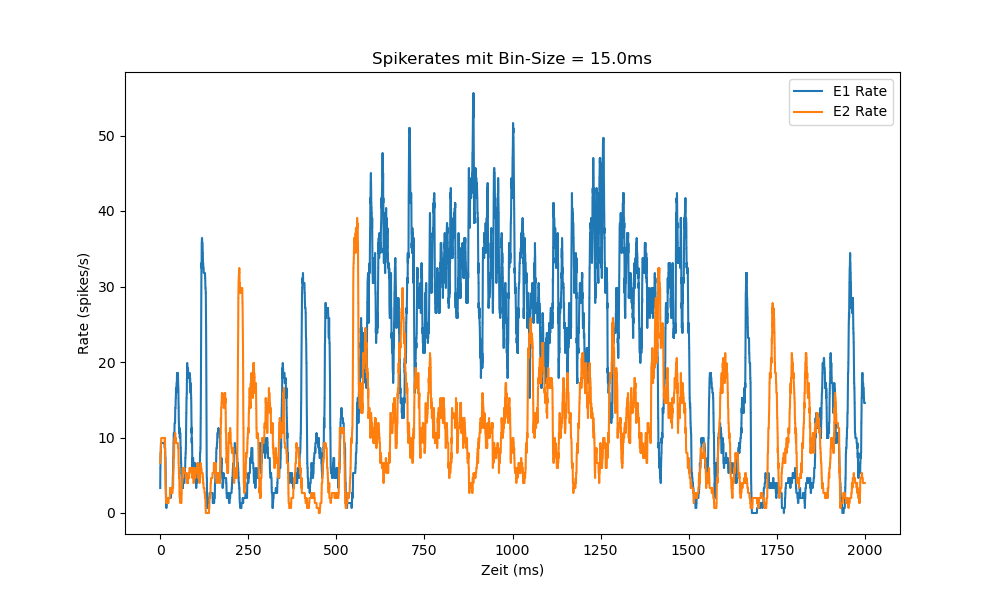 Spikerates mit Bin-Size = 15.0ms
E1 Rate
E2 Rate
50
40
30
20
10
0
Rate (spikes/s)
0 250 500 750 1000 1250 1500 1750 2000
Zeit (ms)